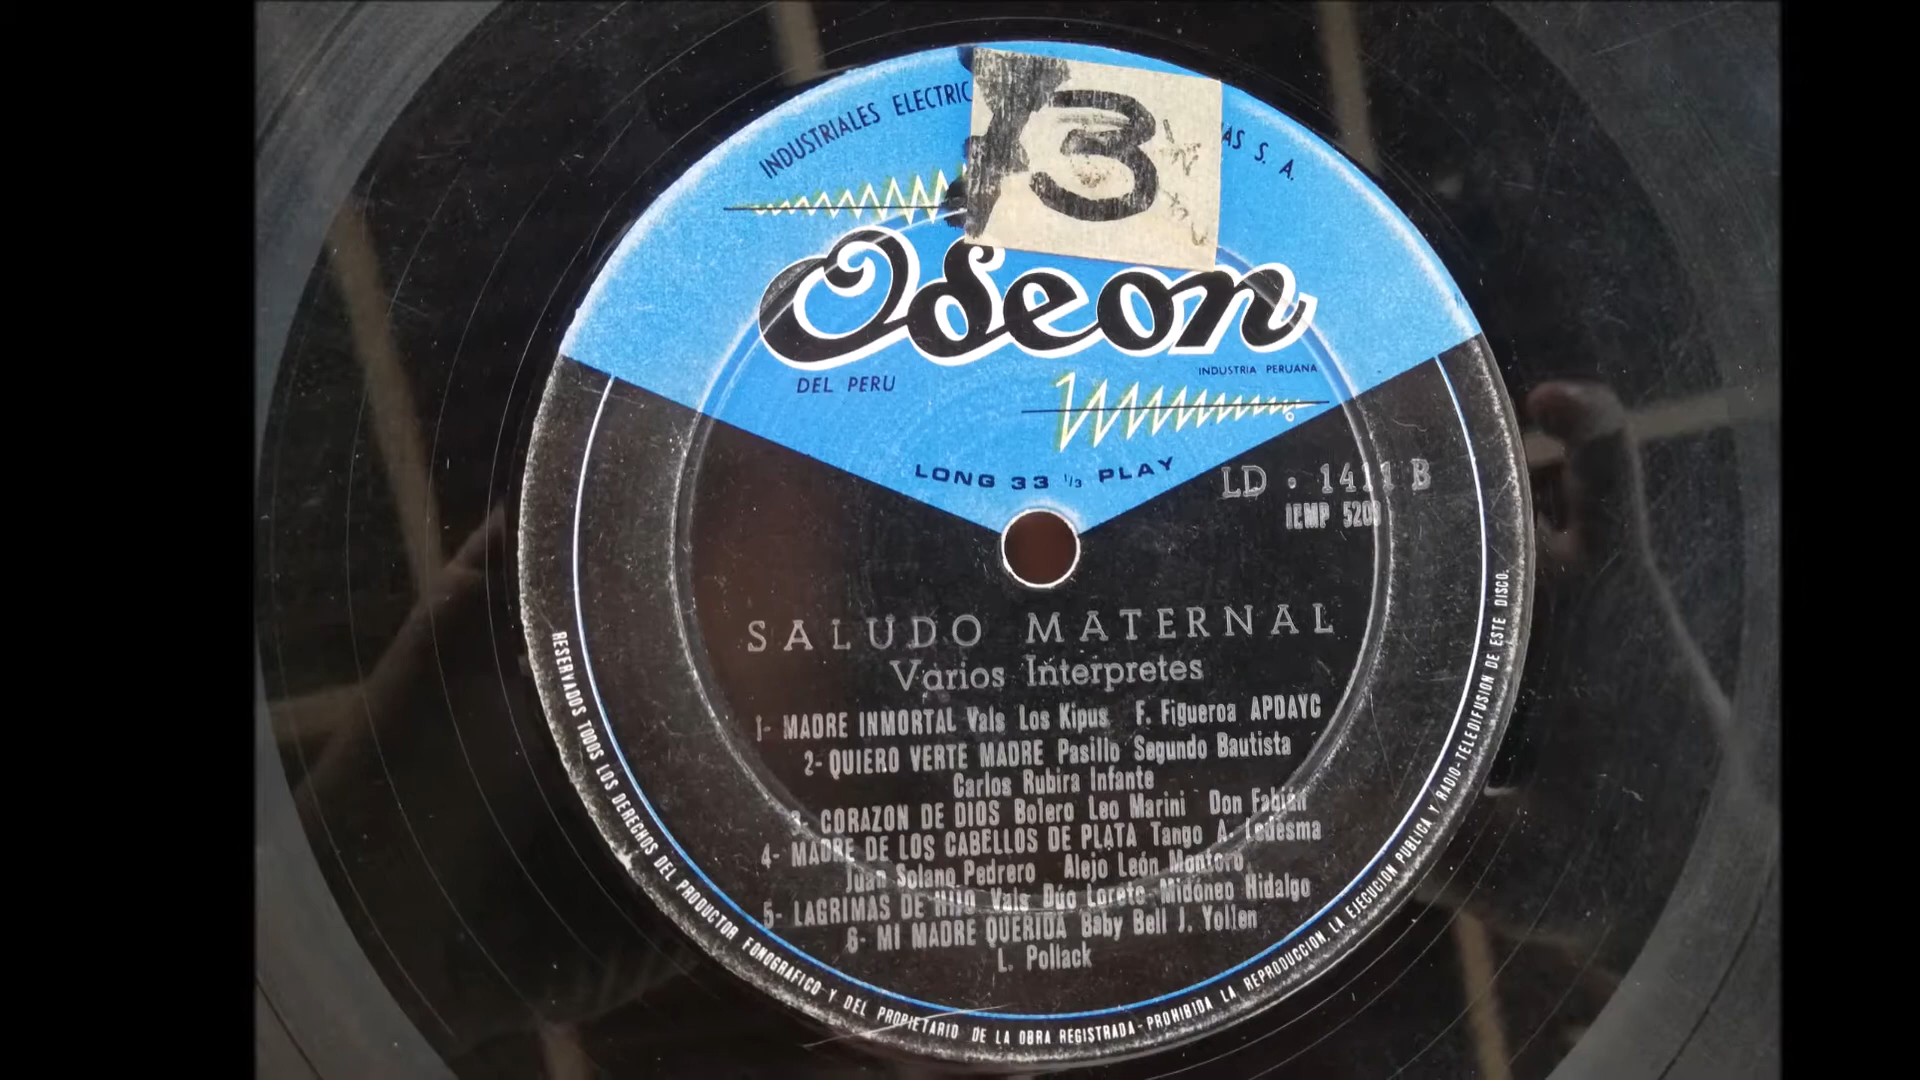 INDUSTRIALES ELECTRIC
AS S. A.
3
Odeon
DEL PERU
INDUSTRIA PERUANA
LONG 33 1/3 PLAY
LD · 1411 B
IEMP 520
SALUDO MATERNAL
Varios Interpretes
1- MADRE INMORTAL Vals Los Kipus F. Figueroa APDAYC
2- QUIERO VERTE MADRE Pasillo Segundo Bautista
Carlos Rubira Infante
3- CORAZON DE DIOS Bolero Leo Marini Don Fabián
4- MADRE DE LOS CABELLOS DE PLATA Tango A. Ledesma
Juan Solano Pedrero Alejo León Montoro
5- LAGRIMAS DE HIJO Vals Dúo Loreto Midóneo Hidalgo
6- MI MADRE QUERIDA Baby Bell J. Yollen
L. Pollack
RESERVADOS TODOS LOS DERECHOS DEL PRODUCTOR FONOGRAFICO Y DEL PROPIETARIO DE LA OBRA REGISTRADA - PROHIBIDA LA REPRODUCCION, LA EJECUCION PUBLICA Y RADIO-TELEDIFUSION DE ESTE DISCO.